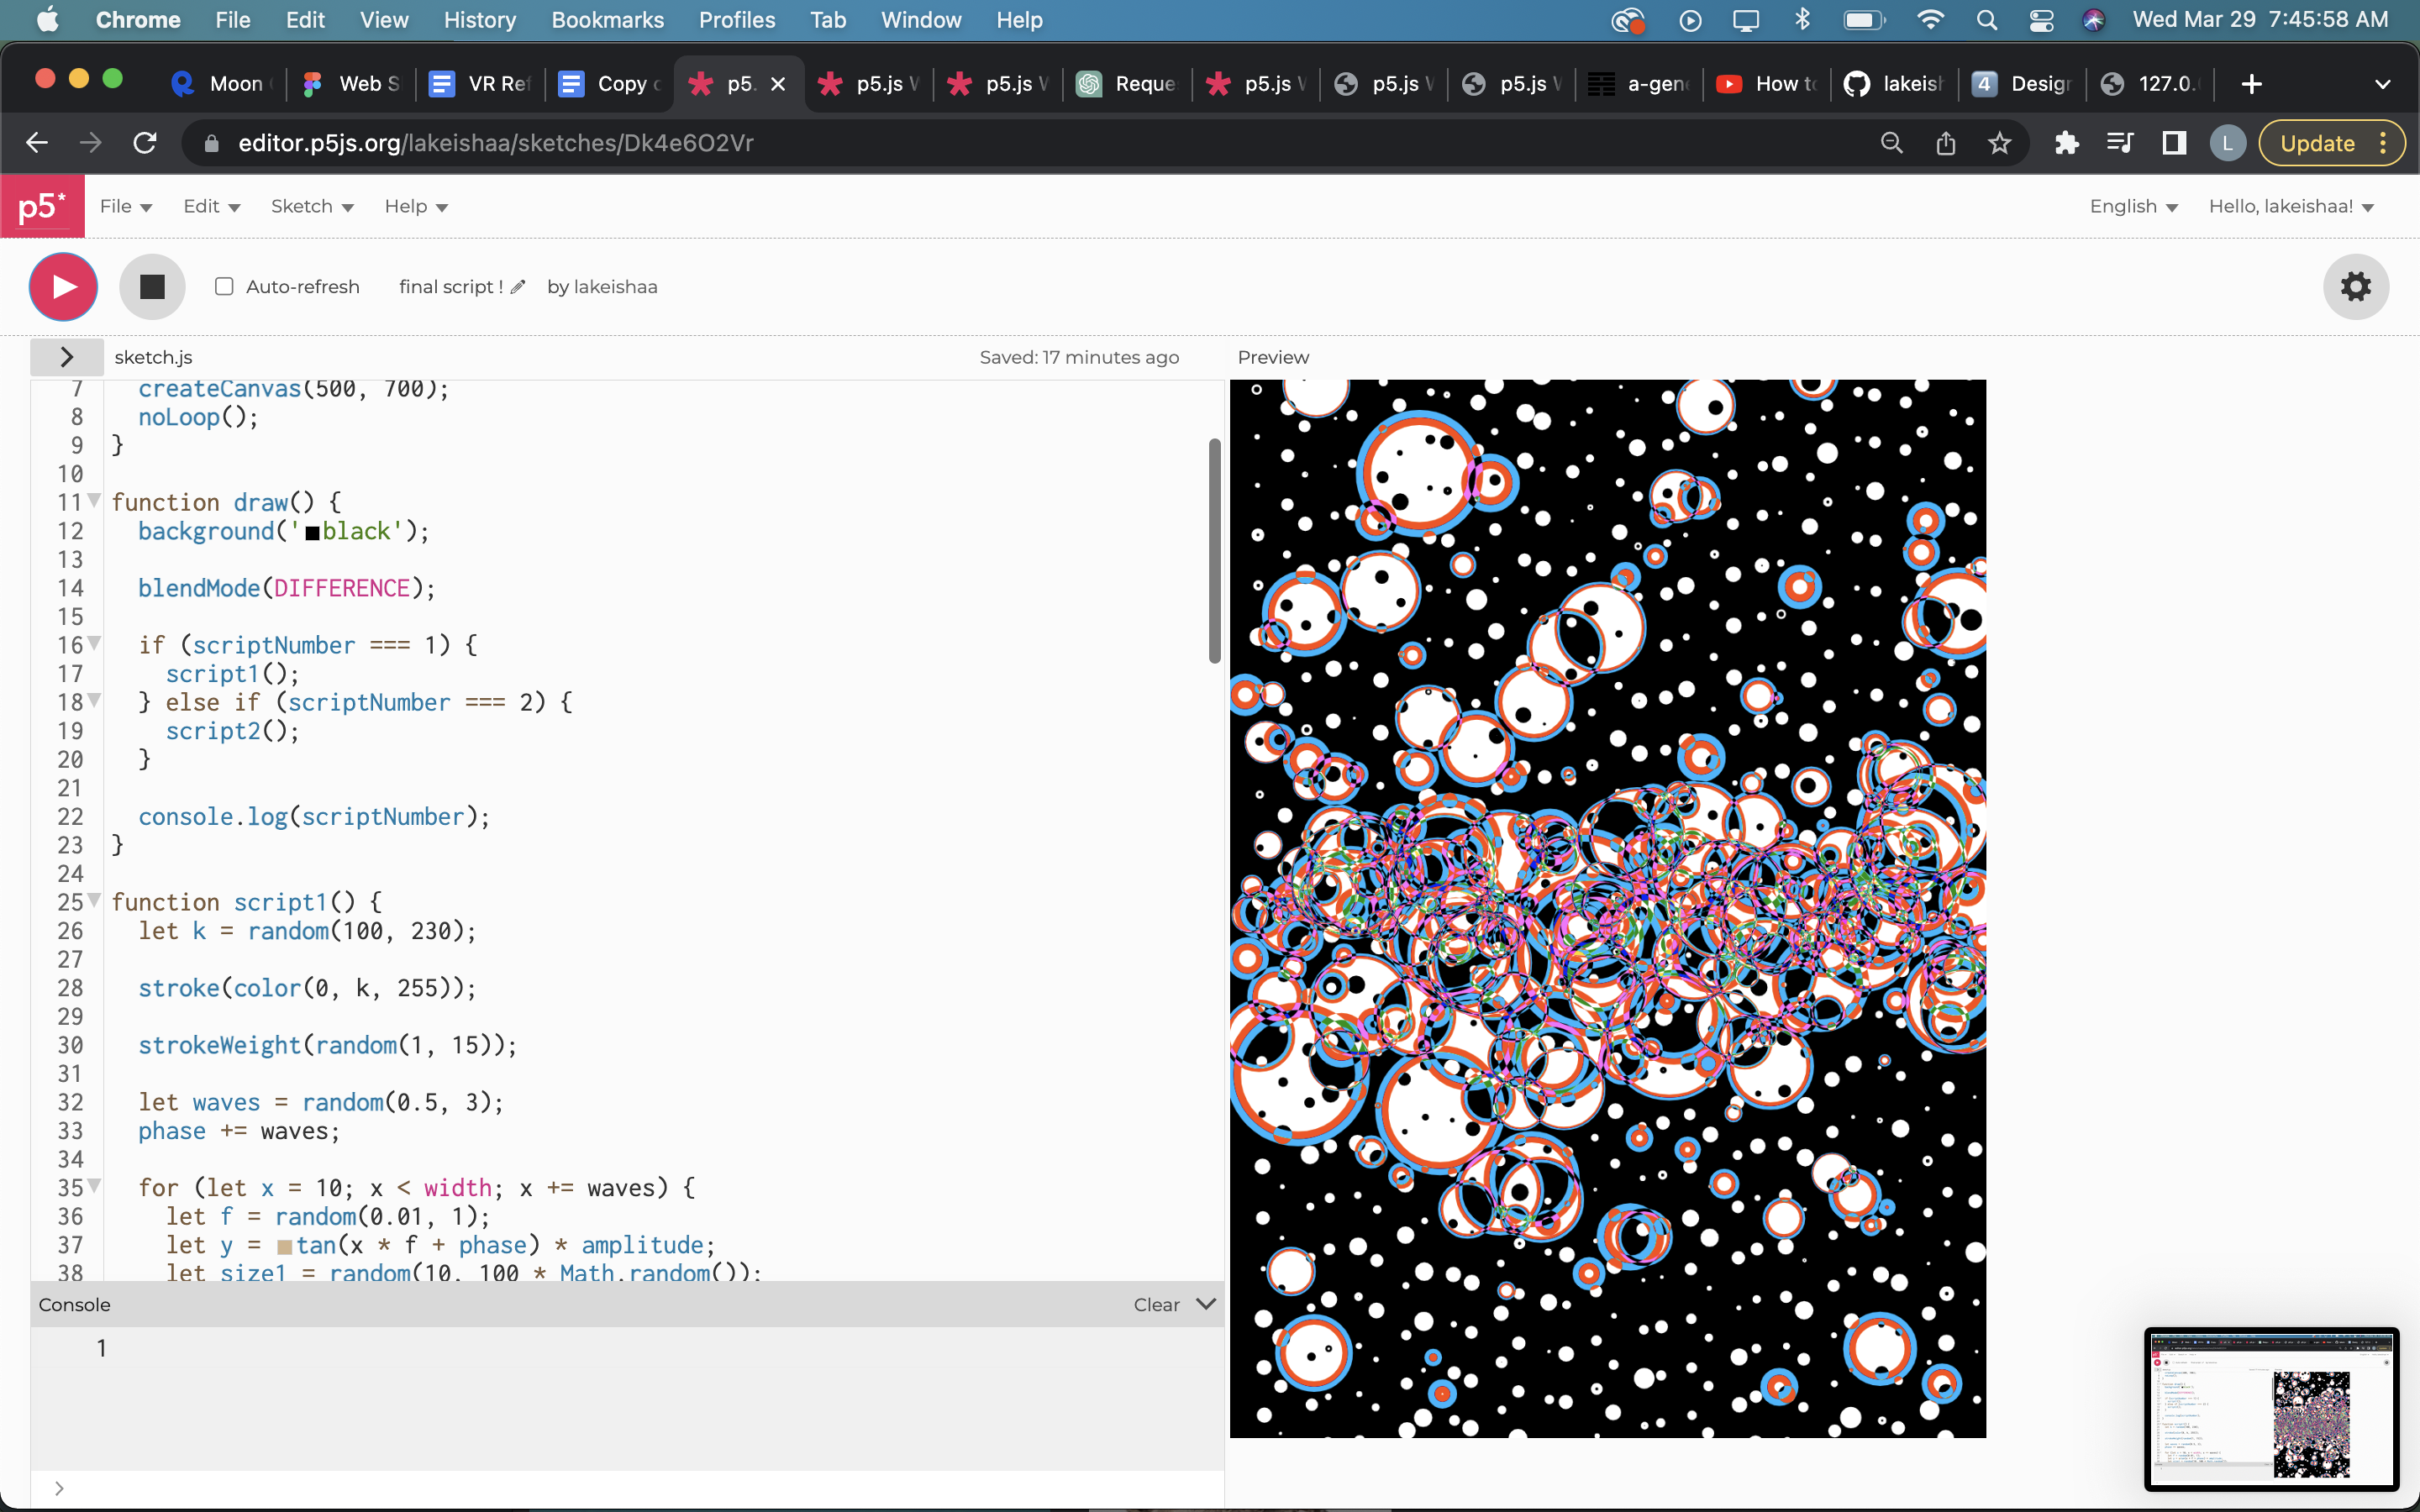 Chrome File Edit View History Bookmarks Profiles Tab Window Help Wed Mar 29 7:45:58 AM
Moon Web S VR Ref Copy o p5. p5.js W p5.js W Reque p5.js W p5.js W p5.js W a-gene How to lakeish 4 Design 127.0.
editor.p5js.org/lakeishaa/sketches/Dk4e6O2Vr L Update
p5* File Edit Sketch Help English Hello, lakeishaa!
Auto-refresh final script ! by lakeishaa
sketch.js Saved: 17 minutes ago Preview
7 createCanvas(500, 700);
8 noLoop();
9 }
10
11 function draw() {
12 background('black');
13
14 blendMode(DIFFERENCE);
15
16 if (scriptNumber === 1) {
17 script1();
18 } else if (scriptNumber === 2) {
19 script2();
20 }
21
22 console.log(scriptNumber);
23 }
24
25 function script1() {
26 let k = random(100, 230);
27
28 stroke(color(0, k, 255));
29
30 strokeWeight(random(1, 15));
31
32 let waves = random(0.5, 3);
33 phase += waves;
34
35 for (let x = 10; x < width; x += waves) {
36 let f = random(0.01, 1);
37 let y = tan(x * f + phase) * amplitude;
38 let size1 = random(10, 100 * Math.random());
Console Clear
1